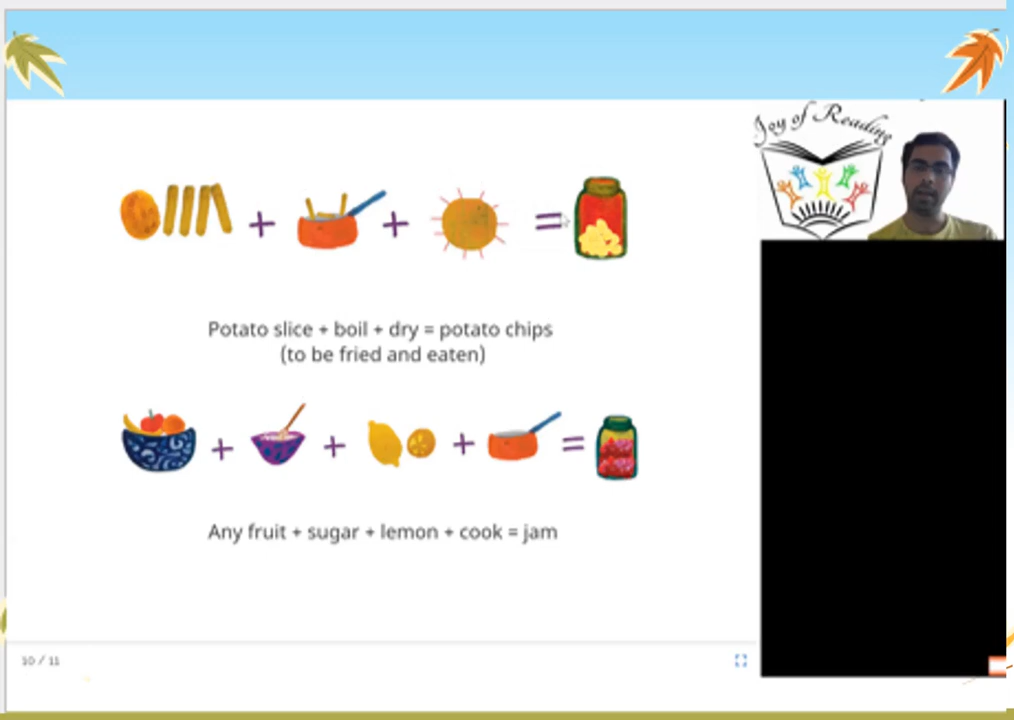 Joy of Reading
Potato slice + boil + dry = potato chips
(to be fried and eaten)
Any fruit + sugar + lemon + cook = jam
10 / 11